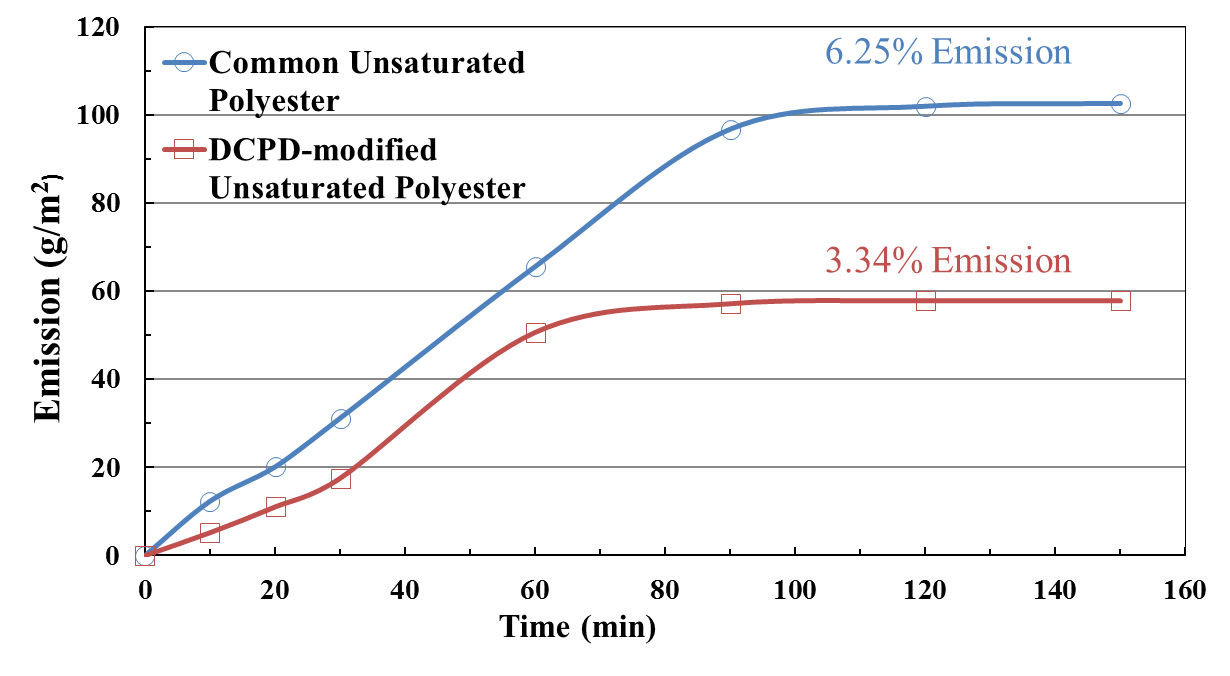 120
100
80
60
40
20
0
Emission (g/m²)
Common Unsaturated
Polyester
DCPD-modified
Unsaturated Polyester
6.25% Emission
3.34% Emission
0 20 40 60 80 100 120 140 160
Time (min)